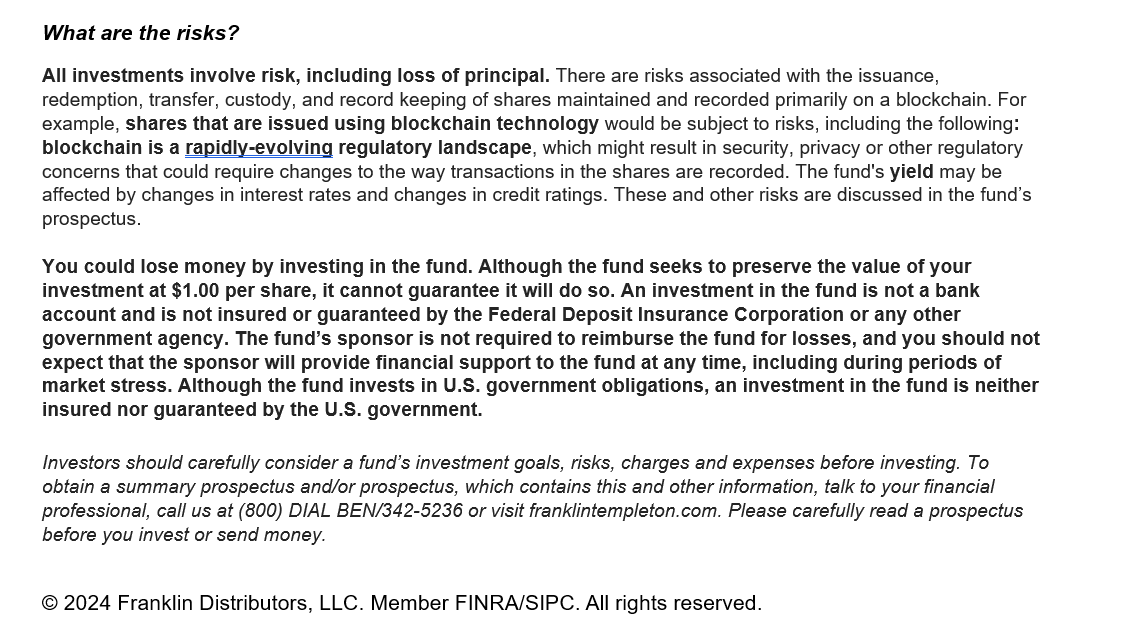 What are the risks?
All investments involve risk, including loss of principal. There are risks associated with the issuance,
redemption, transfer, custody, and record keeping of shares maintained and recorded primarily on a blockchain. For
example, shares that are issued using blockchain technology would be subject to risks, including the following:
blockchain is a rapidly-evolving regulatory landscape, which might result in security, privacy or other regulatory
concerns that could require changes to the way transactions in the shares are recorded. The fund's yield may be
affected by changes in interest rates and changes in credit ratings. These and other risks are discussed in the fund’s
prospectus.
You could lose money by investing in the fund. Although the fund seeks to preserve the value of your
investment at $1.00 per share, it cannot guarantee it will do so. An investment in the fund is not a bank
account and is not insured or guaranteed by the Federal Deposit Insurance Corporation or any other
government agency. The fund’s sponsor is not required to reimburse the fund for losses, and you should not
expect that the sponsor will provide financial support to the fund at any time, including during periods of
market stress. Although the fund invests in U.S. government obligations, an investment in the fund is neither
insured nor guaranteed by the U.S. government.
Investors should carefully consider a fund’s investment goals, risks, charges and expenses before investing. To
obtain a summary prospectus and/or prospectus, which contains this and other information, talk to your financial
professional, call us at (800) DIAL BEN/342-5236 or visit franklintempleton.com. Please carefully read a prospectus
before you invest or send money.
© 2024 Franklin Distributors, LLC. Member FINRA/SIPC. All rights reserved.